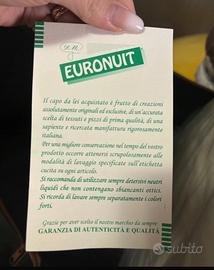 L.M.
EURONUIT
Il capo da lei acquistato è frutto di creazioni
assolutamente originali ed esclusive, di un'accurata
scelta di tessuti e pizzi di prima qualità, di una
sapiente e ricercata manifattura rigorosamente
italiana.
Per una migliore conservazione nel tempo del vostro
prodotto occorre attenersi scrupolosamente alle
modalità di lavaggio specificate sull'etichetta
cucita su ogni articolo.
Si raccomanda di utilizzare sempre detersivi neutri
liquidi che non contengano sbiancanti ottici.
Si ricorda di lavare sempre separatamente i colori
forti.
Grazie per aver scelto il nostro marchio da sempre:
GARANZIA DI AUTENTICITÀ E QUALITÀ
subito